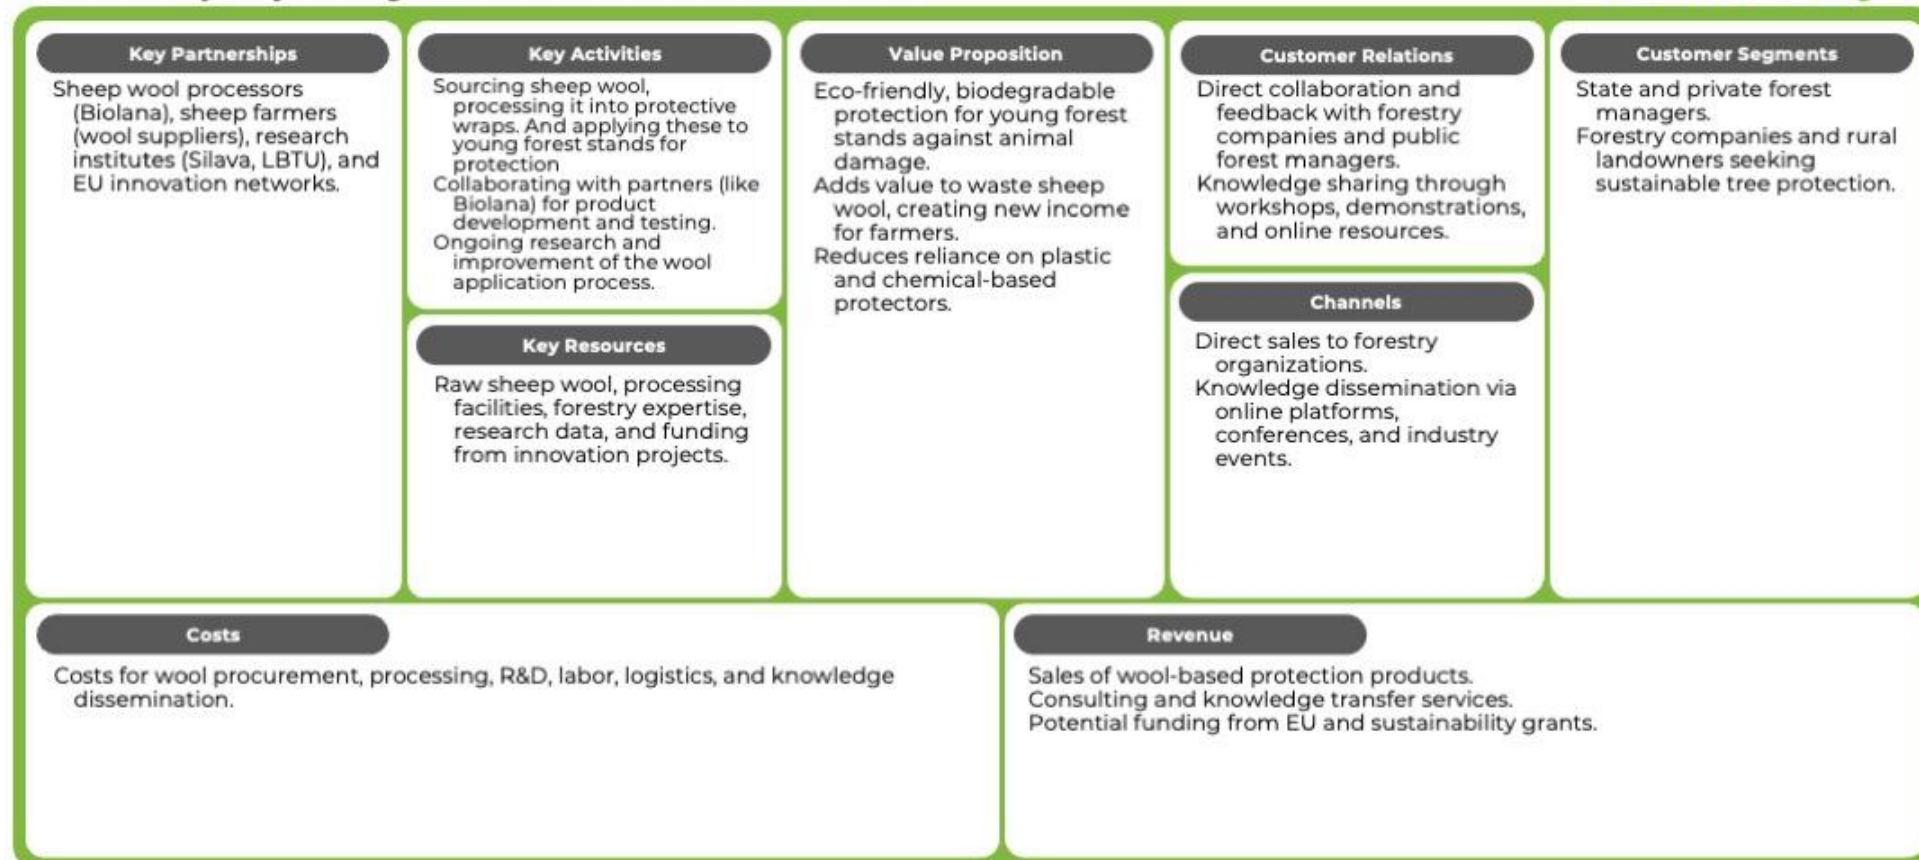 Key Partnerships
Sheep wool processors
(Biolana), sheep farmers
(wool suppliers), research
institutes (Silava, LBTU), and
EU innovation networks.
Key Activities
Sourcing sheep wool,
processing it into protective
wraps. And applying these to
young forest stands for
protection
Collaborating with partners (like
Biolana) for product
development and testing.
Ongoing research and
improvement of the wool
application process.
Key Resources
Raw sheep wool, processing
facilities, forestry expertise,
research data, and funding
from innovation projects.
Value Proposition
Eco-friendly, biodegradable
protection for young forest
stands against animal
damage.
Adds value to waste sheep
wool, creating new income
for farmers.
Reduces reliance on plastic
and chemical-based
protectors.
Customer Relations
Direct collaboration and
feedback with forestry
companies and public
forest managers.
Knowledge sharing through
workshops, demonstrations,
and online resources.
Channels
Direct sales to forestry
organizations.
Knowledge dissemination via
online platforms,
conferences, and industry
events.
Customer Segments
State and private forest
managers.
Forestry companies and rural
landowners seeking
sustainable tree protection.
Costs
Costs for wool procurement, processing, R&D, labor, logistics, and knowledge
dissemination.
Revenue
Sales of wool-based protection products.
Consulting and knowledge transfer services.
Potential funding from EU and sustainability grants.